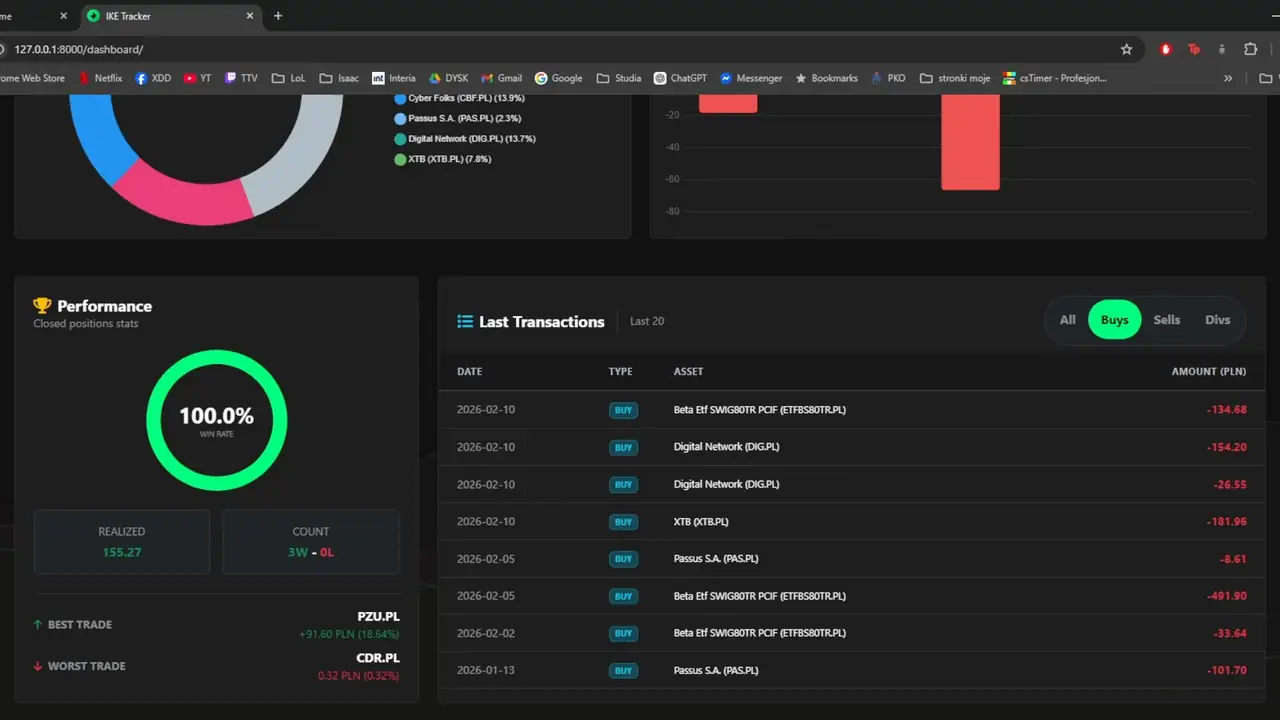 me
IKE Tracker
127.0.0.1:8000/dashboard/
ome Web Store Netflix XDD YT TTV LoL Isaac int Interia DYSK Gmail Google Studia ChatGPT Messenger Bookmarks PKO stronki moje csTimer - Profesjon...
Cyber Folks (CBF.PL) (13.9%)
Passus S.A. (PAS.PL) (2.3%)
Digital Network (DIG.PL) (13.7%)
XTB (XTB.PL) (7.8%)
-20
-40
-60
-80
Performance
Closed positions stats
100.0%
WIN RATE
REALIZED
155.27
COUNT
3W - 0L
BEST TRADE
PZU.PL
+91.60 PLN (18.64%)
WORST TRADE
CDR.PL
0.32 PLN (0.32%)
Last Transactions Last 20
All Buys Sells Divs
DATE TYPE ASSET AMOUNT (PLN)
2026-02-10 BUY Beta Etf SWIG80TR PCIF (ETFBS80TR.PL) -134.68
2026-02-10 BUY Digital Network (DIG.PL) -154.20
2026-02-10 BUY Digital Network (DIG.PL) -26.55
2026-02-10 BUY XTB (XTB.PL) -181.96
2026-02-05 BUY Passus S.A. (PAS.PL) -8.61
2026-02-05 BUY Beta Etf SWIG80TR PCIF (ETFBS80TR.PL) -491.90
2026-02-02 BUY Beta Etf SWIG80TR PCIF (ETFBS80TR.PL) -33.64
2026-01-13 BUY Passus S.A. (PAS.PL) -101.70